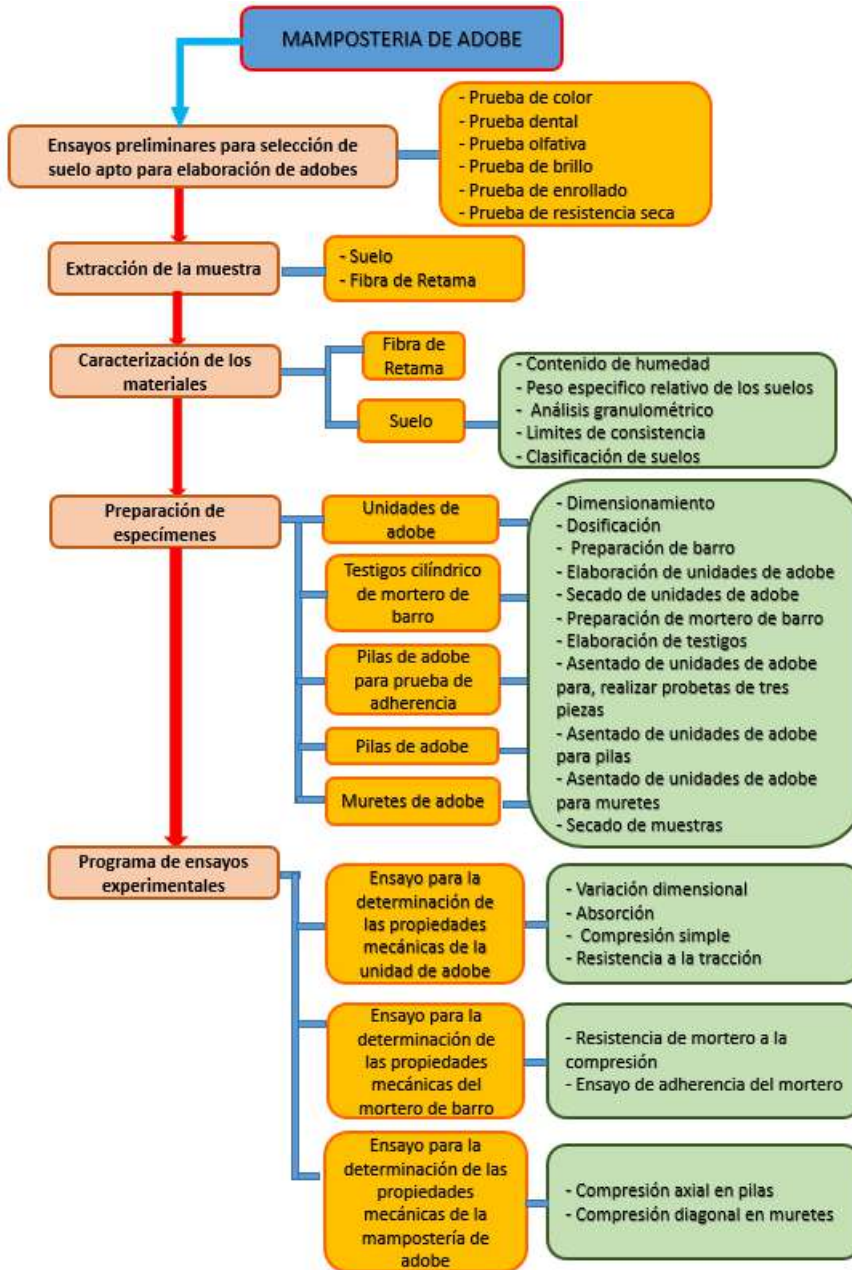 MAMPOSTERIA DE ADOBE
Ensayos preliminares para selección de
suelo apto para elaboración de adobes
- Prueba de color
- Prueba dental
- Prueba olfativa
- Prueba de brillo
- Prueba de enrollado
- Prueba de resistencia seca
Extracción de la muestra
- Suelo
- Fibra de Retama
Caracterización de los
materiales
Fibra de
Retama
Suelo
- Contenido de humedad
- Peso especifico relativo de los suelos
- Análisis granulométrico
- Limites de consistencia
- Clasificación de suelos
Preparación de
especímenes
Unidades de
adobe
Testigos cilíndrico
de mortero de
barro
Pilas de adobe
para prueba de
adherencia
Pilas de adobe
Muretes de adobe
- Dimensionamiento
- Dosificación
- Preparación de barro
- Elaboración de unidades de adobe
- Secado de unidades de adobe
- Preparación de mortero de barro
- Elaboración de testigos
- Asentado de unidades de adobe
para, realizar probetas de tres
piezas
- Asentado de unidades de adobe
para pilas
- Asentado de unidades de adobe
para muretes
- Secado de muestras
Programa de ensayos
experimentales
Ensayo para la
determinación de
las propiedades
mecánicas de la
unidad de adobe
- Variación dimensional
- Absorción
- Compresión simple
- Resistencia a la tracción
Ensayo para la
determinación de
las propiedades
mecánicas del
mortero de barro
- Resistencia de mortero a la
compresión
- Ensayo de adherencia del mortero
Ensayo para la
determinación de las
propiedades
mecánicas de la
mampostería de
adobe
- Compresión axial en pilas
- Compresión diagonal en muretes